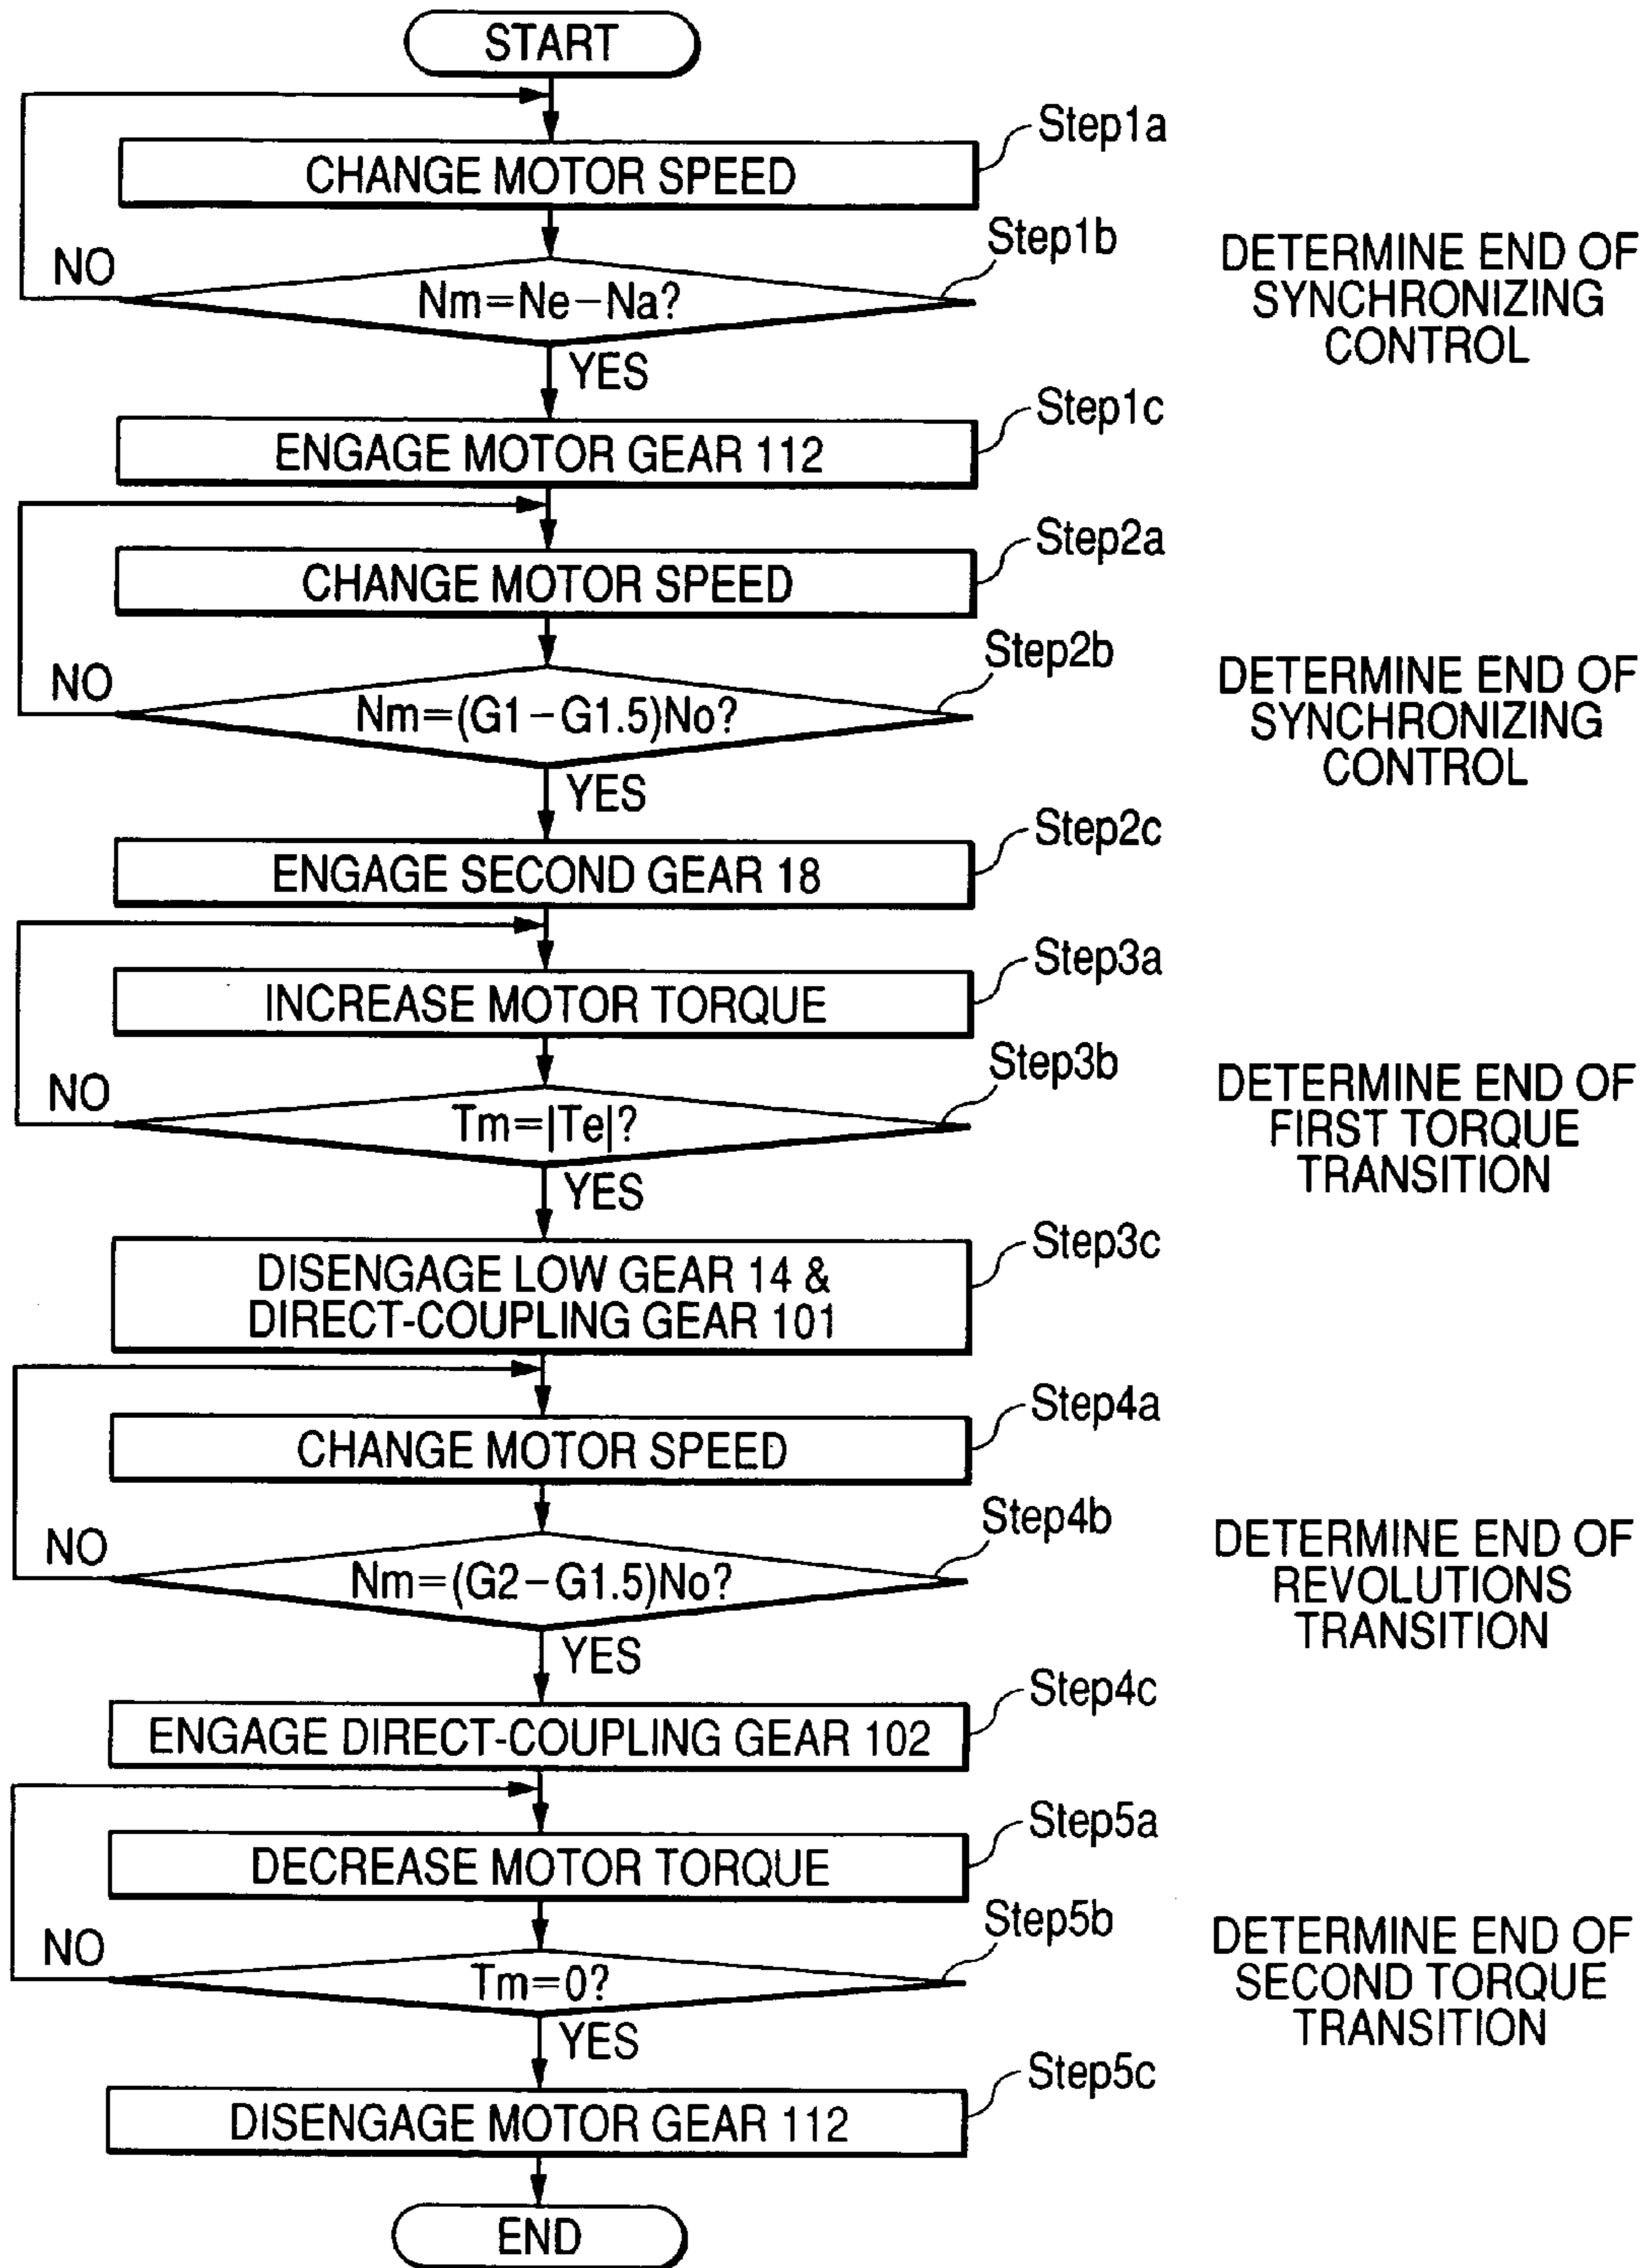 START
Step1a
CHANGE MOTOR SPEED
Step1b
NO
Nm=Ne-Na?
DETERMINE END OF
SYNCHRONIZING
CONTROL
YES
Step1c
ENGAGE MOTOR GEAR 112
Step2a
CHANGE MOTOR SPEED
Step2b
NO
Nm=(G1-G1.5)No?
DETERMINE END OF
SYNCHRONIZING
CONTROL
YES
Step2c
ENGAGE SECOND GEAR 18
Step3a
INCREASE MOTOR TORQUE
Step3b
NO
Tm=|Te|?
DETERMINE END OF
FIRST TORQUE
TRANSITION
YES
Step3c
DISENGAGE LOW GEAR 14 &
DIRECT-COUPLING GEAR 101
Step4a
CHANGE MOTOR SPEED
Step4b
NO
Nm=(G2-G1.5)No?
DETERMINE END OF
REVOLUTIONS
TRANSITION
YES
Step4c
ENGAGE DIRECT-COUPLING GEAR 102
Step5a
DECREASE MOTOR TORQUE
Step5b
NO
Tm=0?
DETERMINE END OF
SECOND TORQUE
TRANSITION
YES
Step5c
DISENGAGE MOTOR GEAR 112
END